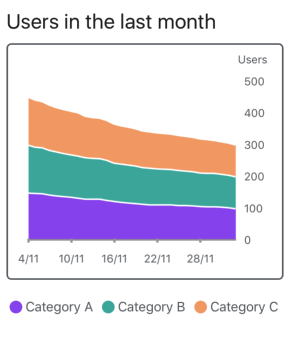 Users in the last month
Users
500
400
300
200
100
0
4/11 10/11 16/11 22/11 28/11
Category A Category B Category C